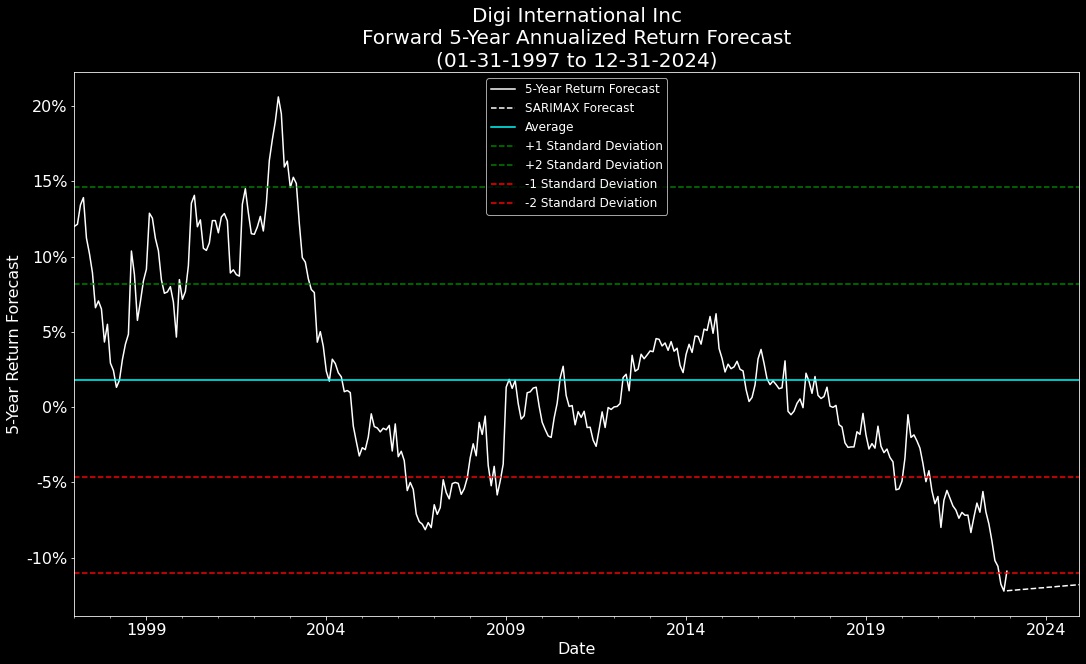 Digi International Inc
Forward 5-Year Annualized Return Forecast
(01-31-1997 to 12-31-2024)
5-Year Return Forecast
SARIMAX Forecast
Average
+1 Standard Deviation
+2 Standard Deviation
-1 Standard Deviation
-2 Standard Deviation
20%
15%
10%
5%
0%
-5%
-10%
5-Year Return Forecast
1999 2004 2009 2014 2019 2024
Date